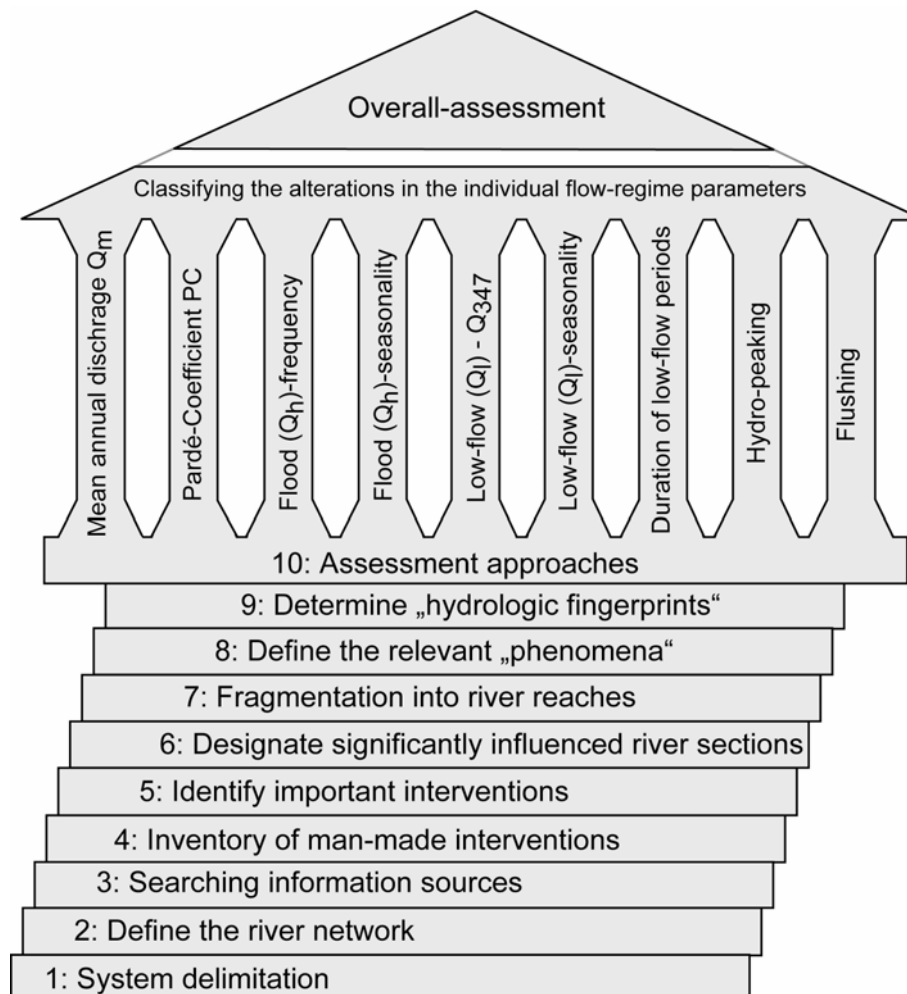 Overall-assessment
Classifying the alterations in the individual flow-regime parameters
Mean annual dischrage Qm
Pardé-Coefficient PC
Flood (Qh)-frequency
Flood (Qh)-seasonality
Low-flow (Ql) - Q347
Low-flow (Ql)-seasonality
Duration of low-flow periods
Hydro-peaking
Flushing
10: Assessment approaches
9: Determine „hydrologic fingerprints“
8: Define the relevant „phenomena“
7: Fragmentation into river reaches
6: Designate significantly influenced river sections
5: Identify important interventions
4: Inventory of man-made interventions
3: Searching information sources
2: Define the river network
1: System delimitation